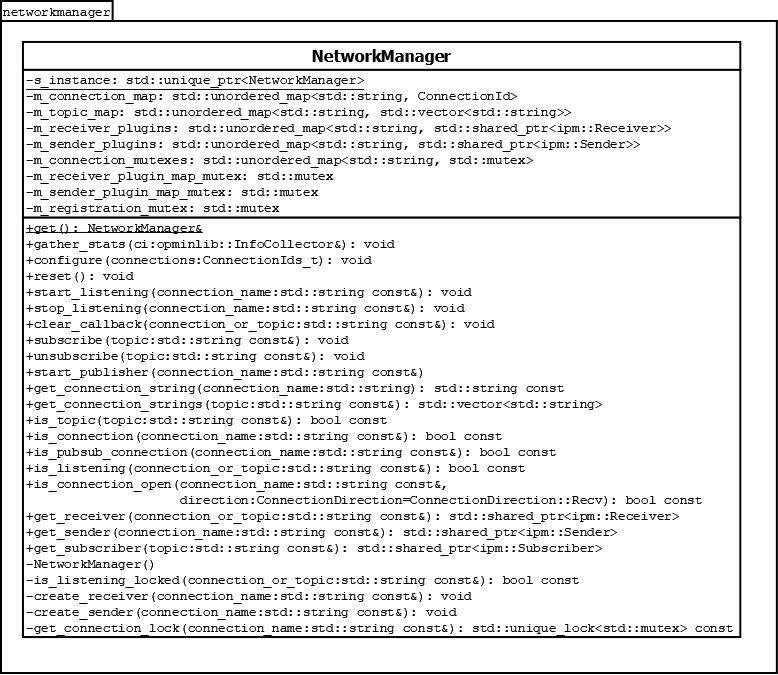 networkmanager
NetworkManager
-s_instance: std::unique_ptr<NetworkManager>
-m_connection_map: std::unordered_map<std::string, ConnectionId>
-m_topic_map: std::unordered_map<std::string, std::vector<std::string>>
-m_receiver_plugins: std::unordered_map<std::string, std::shared_ptr<ipm::Receiver>>
-m_sender_plugins: std::unordered_map<std::string, std::shared_ptr<ipm::Sender>>
-m_connection_mutexes: std::unordered_map<std::string, std::mutex>
-m_receiver_plugin_map_mutex: std::mutex
-m_sender_plugin_map_mutex: std::mutex
-m_registration_mutex: std::mutex
+get(): NetworkManager&
+gather_stats(ci:opminlib::InfoCollector&): void
+configure(connections:ConnectionIds_t): void
+reset(): void
+start_listening(connection_name:std::string const&): void
+stop_listening(connection_name:std::string const&): void
+clear_callback(connection_or_topic:std::string const&): void
+subscribe(topic:std::string const&): void
+unsubscribe(topic:std::string const&): void
+start_publisher(connection_name:std::string const&)
+get_connection_string(connection_name:std::string): std::string const
+get_connection_strings(topic:std::string const&): std::vector<std::string>
+is_topic(topic:std::string const&): bool const
+is_connection(connection_name:std::string const&): bool const
+is_pubsub_connection(connection_name:std::string const&): bool const
+is_listening(connection_or_topic:std::string const&): bool const
+is_connection_open(connection_name:std::string const&,
direction:ConnectionDirection=ConnectionDirection::Recv): bool const
+get_receiver(connection_or_topic:std::string const&): std::shared_ptr<ipm::Receiver>
+get_sender(connection_name:std::string const&): std::shared_ptr<ipm::Sender>
+get_subscriber(topic:std::string const&): std::shared_ptr<ipm::Subscriber>
-NetworkManager()
-is_listening_locked(connection_or_topic:std::string const&): bool const
-create_receiver(connection_name:std::string const&): void
-create_sender(connection_name:std::string const&): void
-get_connection_lock(connection_name:std::string const&): std::unique_lock<std::mutex> const